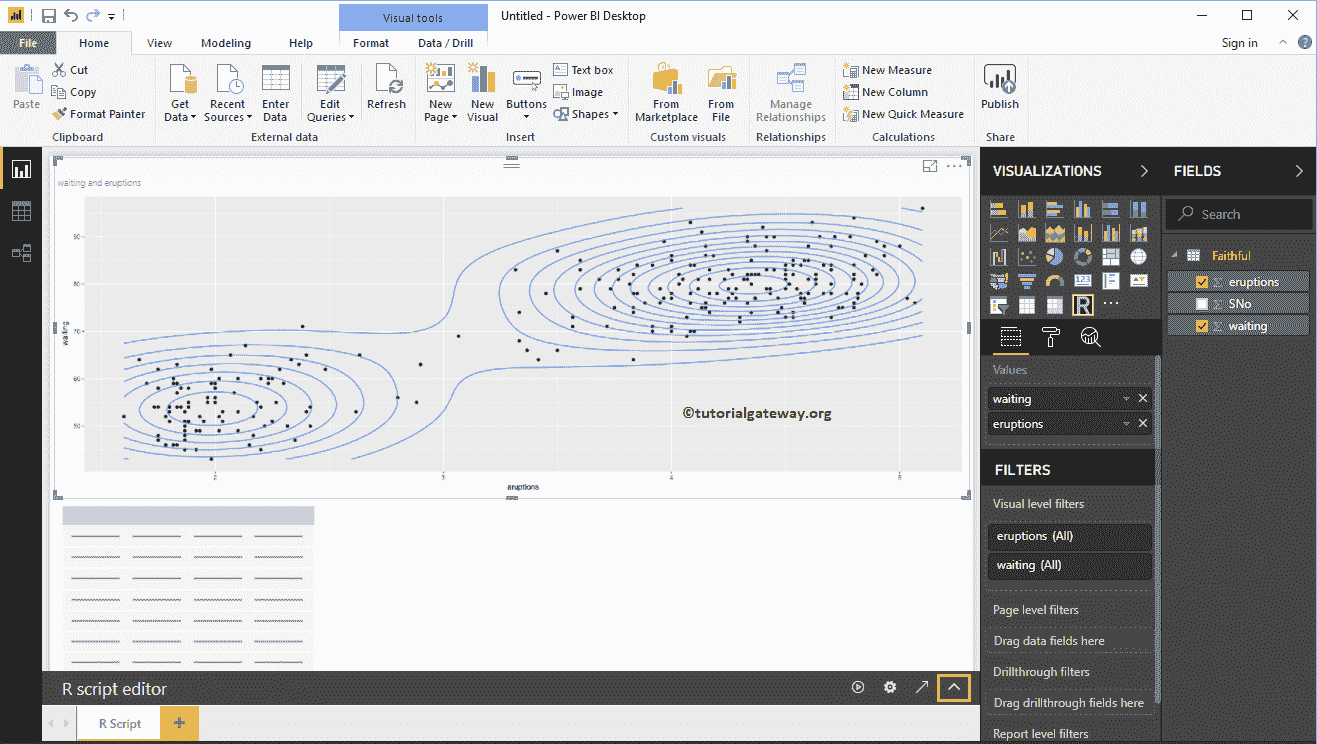 Visual tools
Untitled - Power BI Desktop
File
Home
View
Modeling
Help
Format
Data / Drill
Sign in
?
Paste
Cut
Copy
Format Painter
Clipboard
Get
Data
Recent
Sources
Enter
Data
Edit
Queries
External data
Refresh
New
Page
New
Visual
Buttons
Text box
Image
Shapes
Insert
From
Marketplace
From
File
Custom visuals
Manage
Relationships
Relationships
New Measure
New Column
New Quick Measure
Calculations
Publish
Share
waiting and eruptions
90
80
70
60
50
waiting
2
3
4
5
eruptions
©tutorialgateway.org
VISUALIZATIONS
123
R
Values
waiting
eruptions
FILTERS
Visual level filters
eruptions (All)
waiting (All)
Page level filters
Drag data fields here
Drillthrough filters
Drag drillthrough fields here
Report level filters
FIELDS
Search
Faithful
Σ eruptions
Σ SNo
Σ waiting
R script editor
R Script